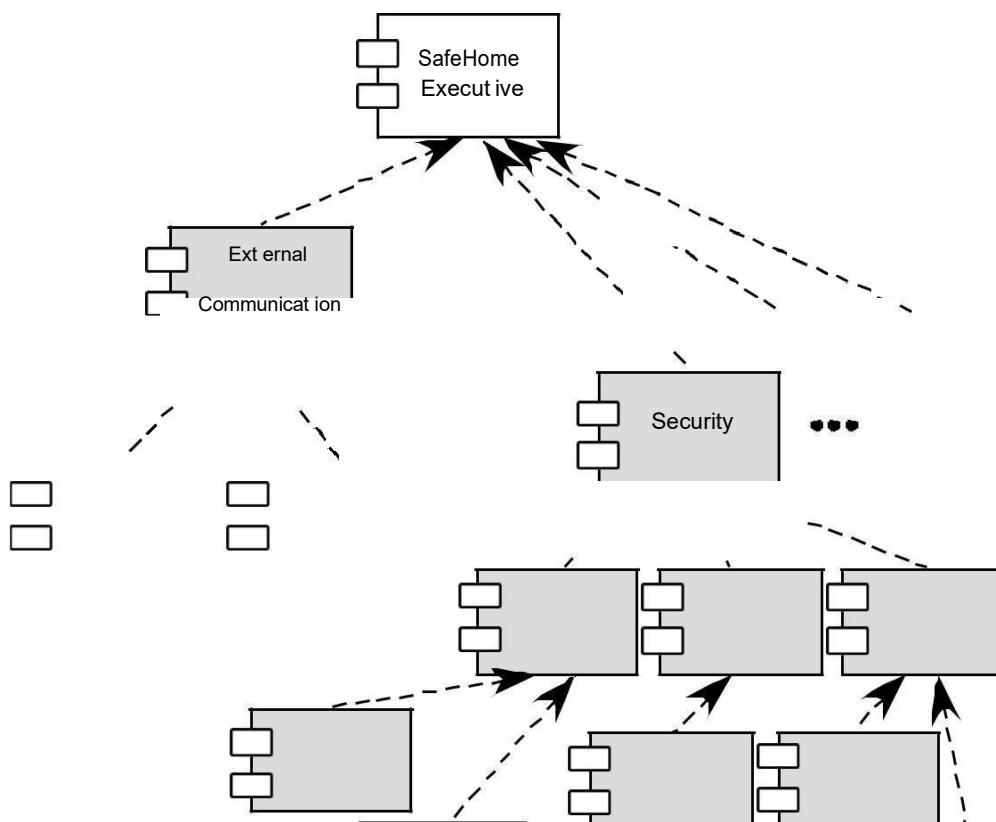 SafeHome
Execut ive
Ext ernal
Communicat ion
Security